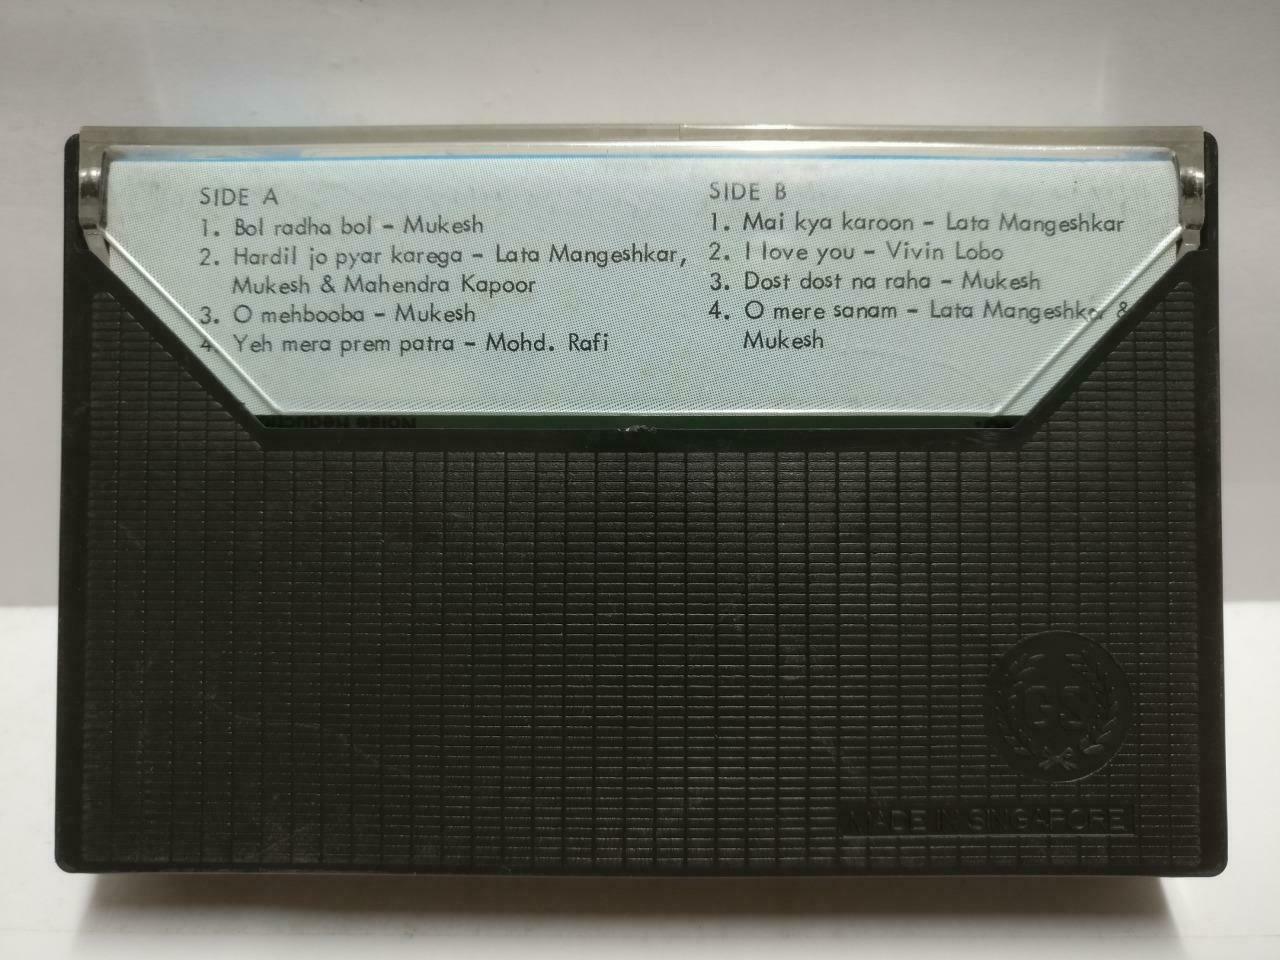 SIDE A
1. Bol radha bol - Mukesh
2. Hardil jo pyar karega - Lata Mangeshkar,
Mukesh & Mahendra Kapoor
3. O mehbooba - Mukesh
4. Yeh mera prem patra - Mohd. Rafi
SIDE B
1. Mai kya karoon - Lata Mangeshkar
2. I love you - Vivin Lobo
3. Dost dost na raha - Mukesh
4. O mere sanam - Lata Mangeshkar &
Mukesh
Noise
GS
MADE IN SINGAPORE